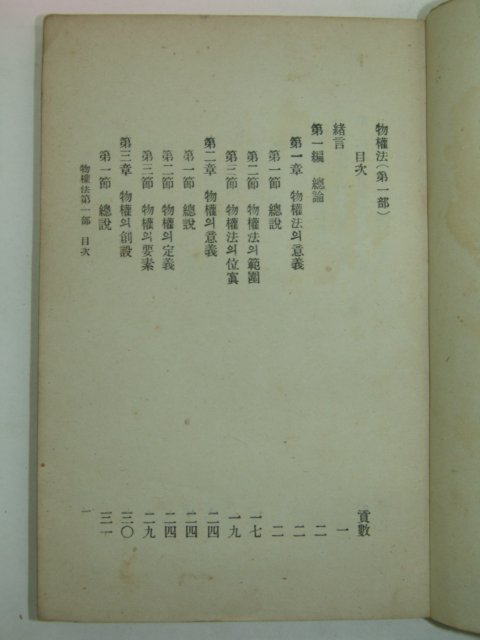 物權法(第一部)
目次
頁數
緖言 一
第一編 總論 二
第一章 物權法의意義 二
第一節 總說 二
第二節 物權法의範圍 一七
第三節 物權法의位寘 一九
第二章 物權의意義 二四
第一節 總說 二四
第二節 物權의定義 二四
第三節 物權의要素 二九
第三章 物權의創設 三〇
第一節 總說 三一
物權法第一部 目次 一